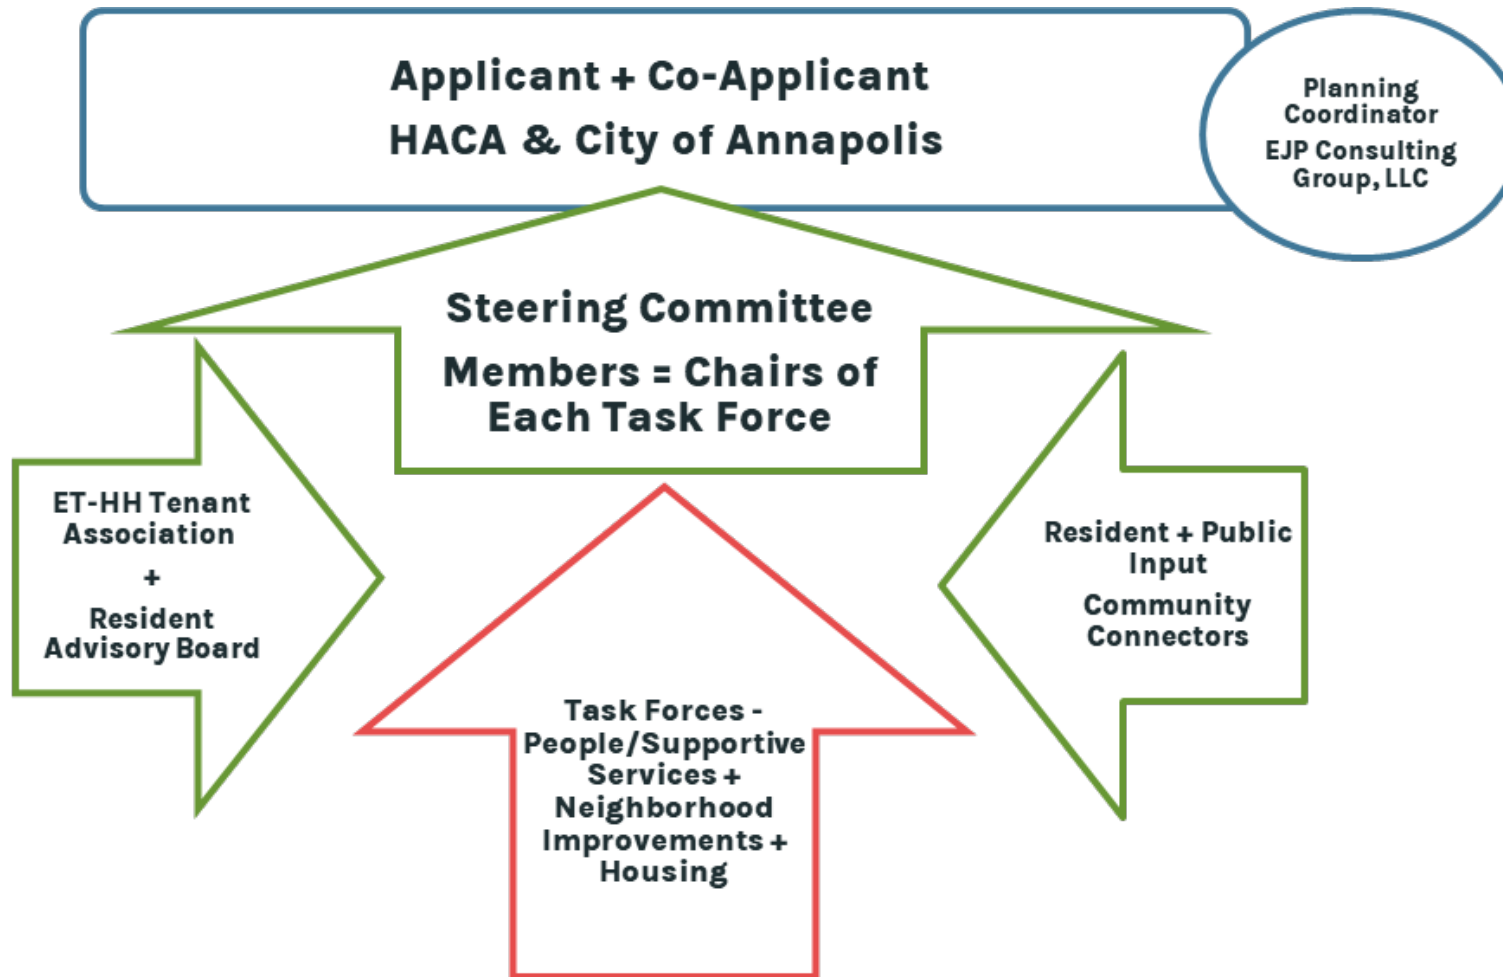 Applicant + Co-Applicant
HACA & City of Annapolis
Planning
Coordinator
EJP Consulting
Group, LLC
Steering Committee
Members = Chairs of
Each Task Force
ET-HH Tenant
Association
+
Resident
Advisory Board
Resident + Public
Input
Community
Connectors
Task Forces -
People/Supportive
Services +
Neighborhood
Improvements +
Housing